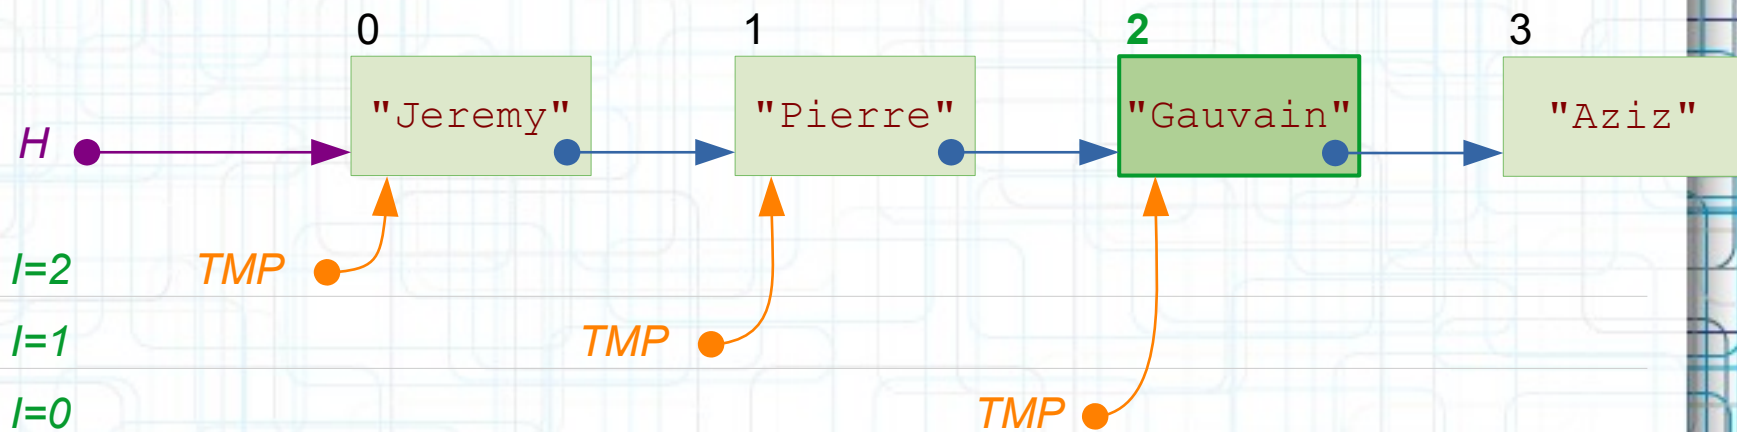 0 1 2 3
"Jeremy" "Pierre" "Gauvain" "Aziz"
H
I=2 TMP
I=1 TMP
I=0 TMP